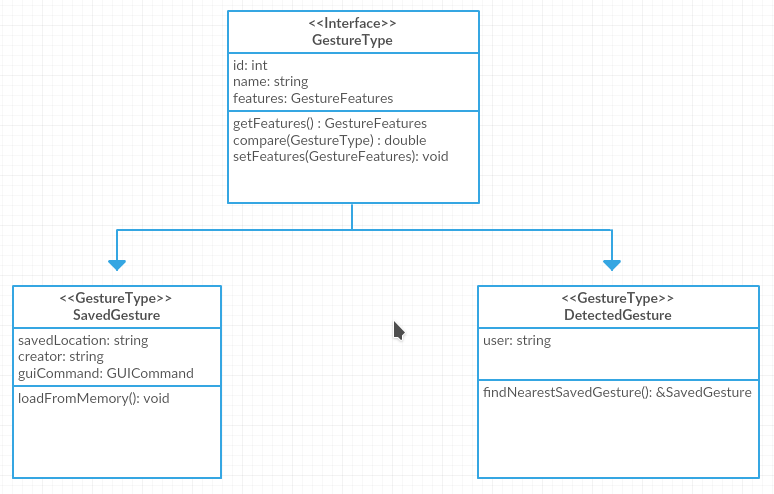 <<Interface>>
GestureType
id: int
name: string
features: GestureFeatures
getFeatures() : GestureFeatures
compare(GestureType) : double
setFeatures(GestureFeatures): void
<<GestureType>>
SavedGesture
savedLocation: string
creator: string
guiCommand: GUICommand
loadFromMemory(): void
<<GestureType>>
DetectedGesture
user: string
findNearestSavedGesture(): &SavedGesture